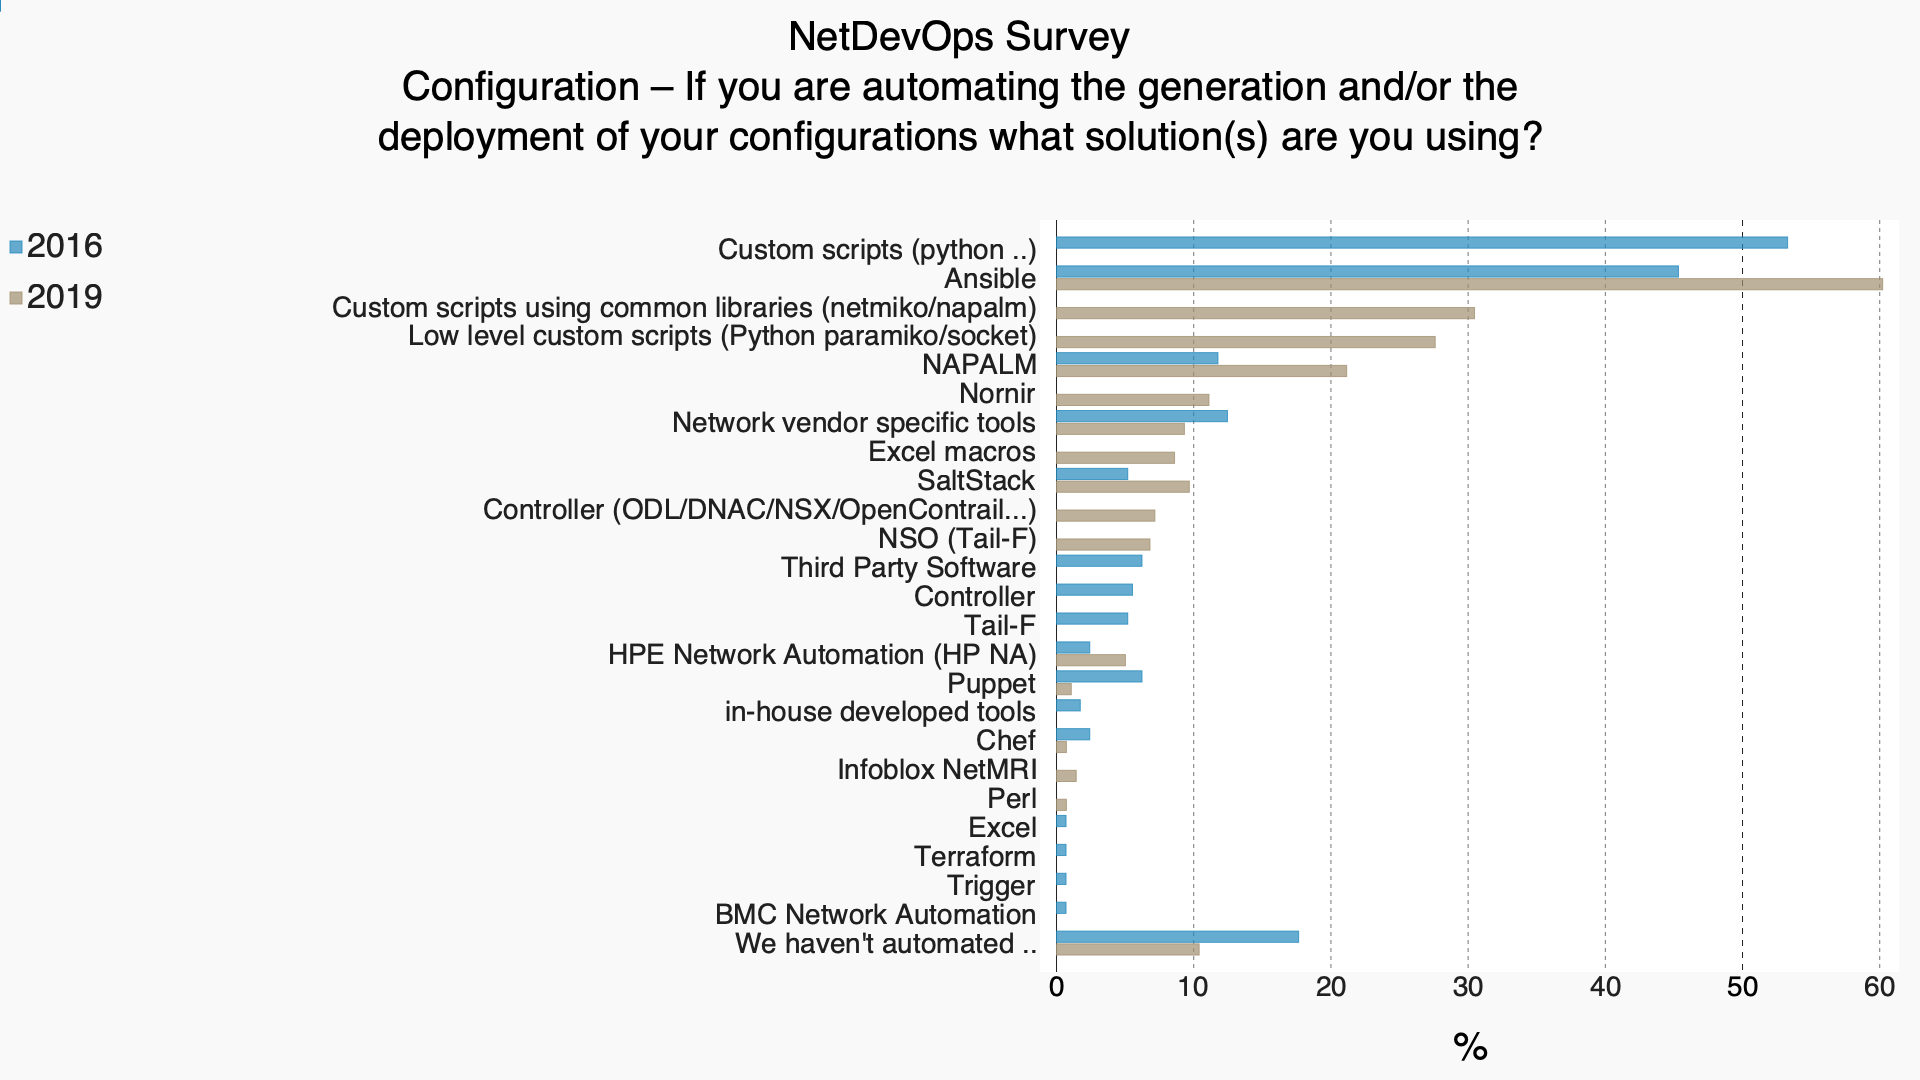 NetDevOps Survey
Configuration – If you are automating the generation and/or the
deployment of your configurations what solution(s) are you using?
2016
2019
Custom scripts (python ..)
Ansible
Custom scripts using common libraries (netmiko/napalm)
Low level custom scripts (Python paramiko/socket)
NAPALM
Nornir
Network vendor specific tools
Excel macros
SaltStack
Controller (ODL/DNAC/NSX/OpenContrail...)
NSO (Tail-F)
Third Party Software
Controller
Tail-F
HPE Network Automation (HP NA)
Puppet
in-house developed tools
Chef
Infoblox NetMRI
Perl
Excel
Terraform
Trigger
BMC Network Automation
We haven't automated ..
0 10 20 30 40 50 60
%